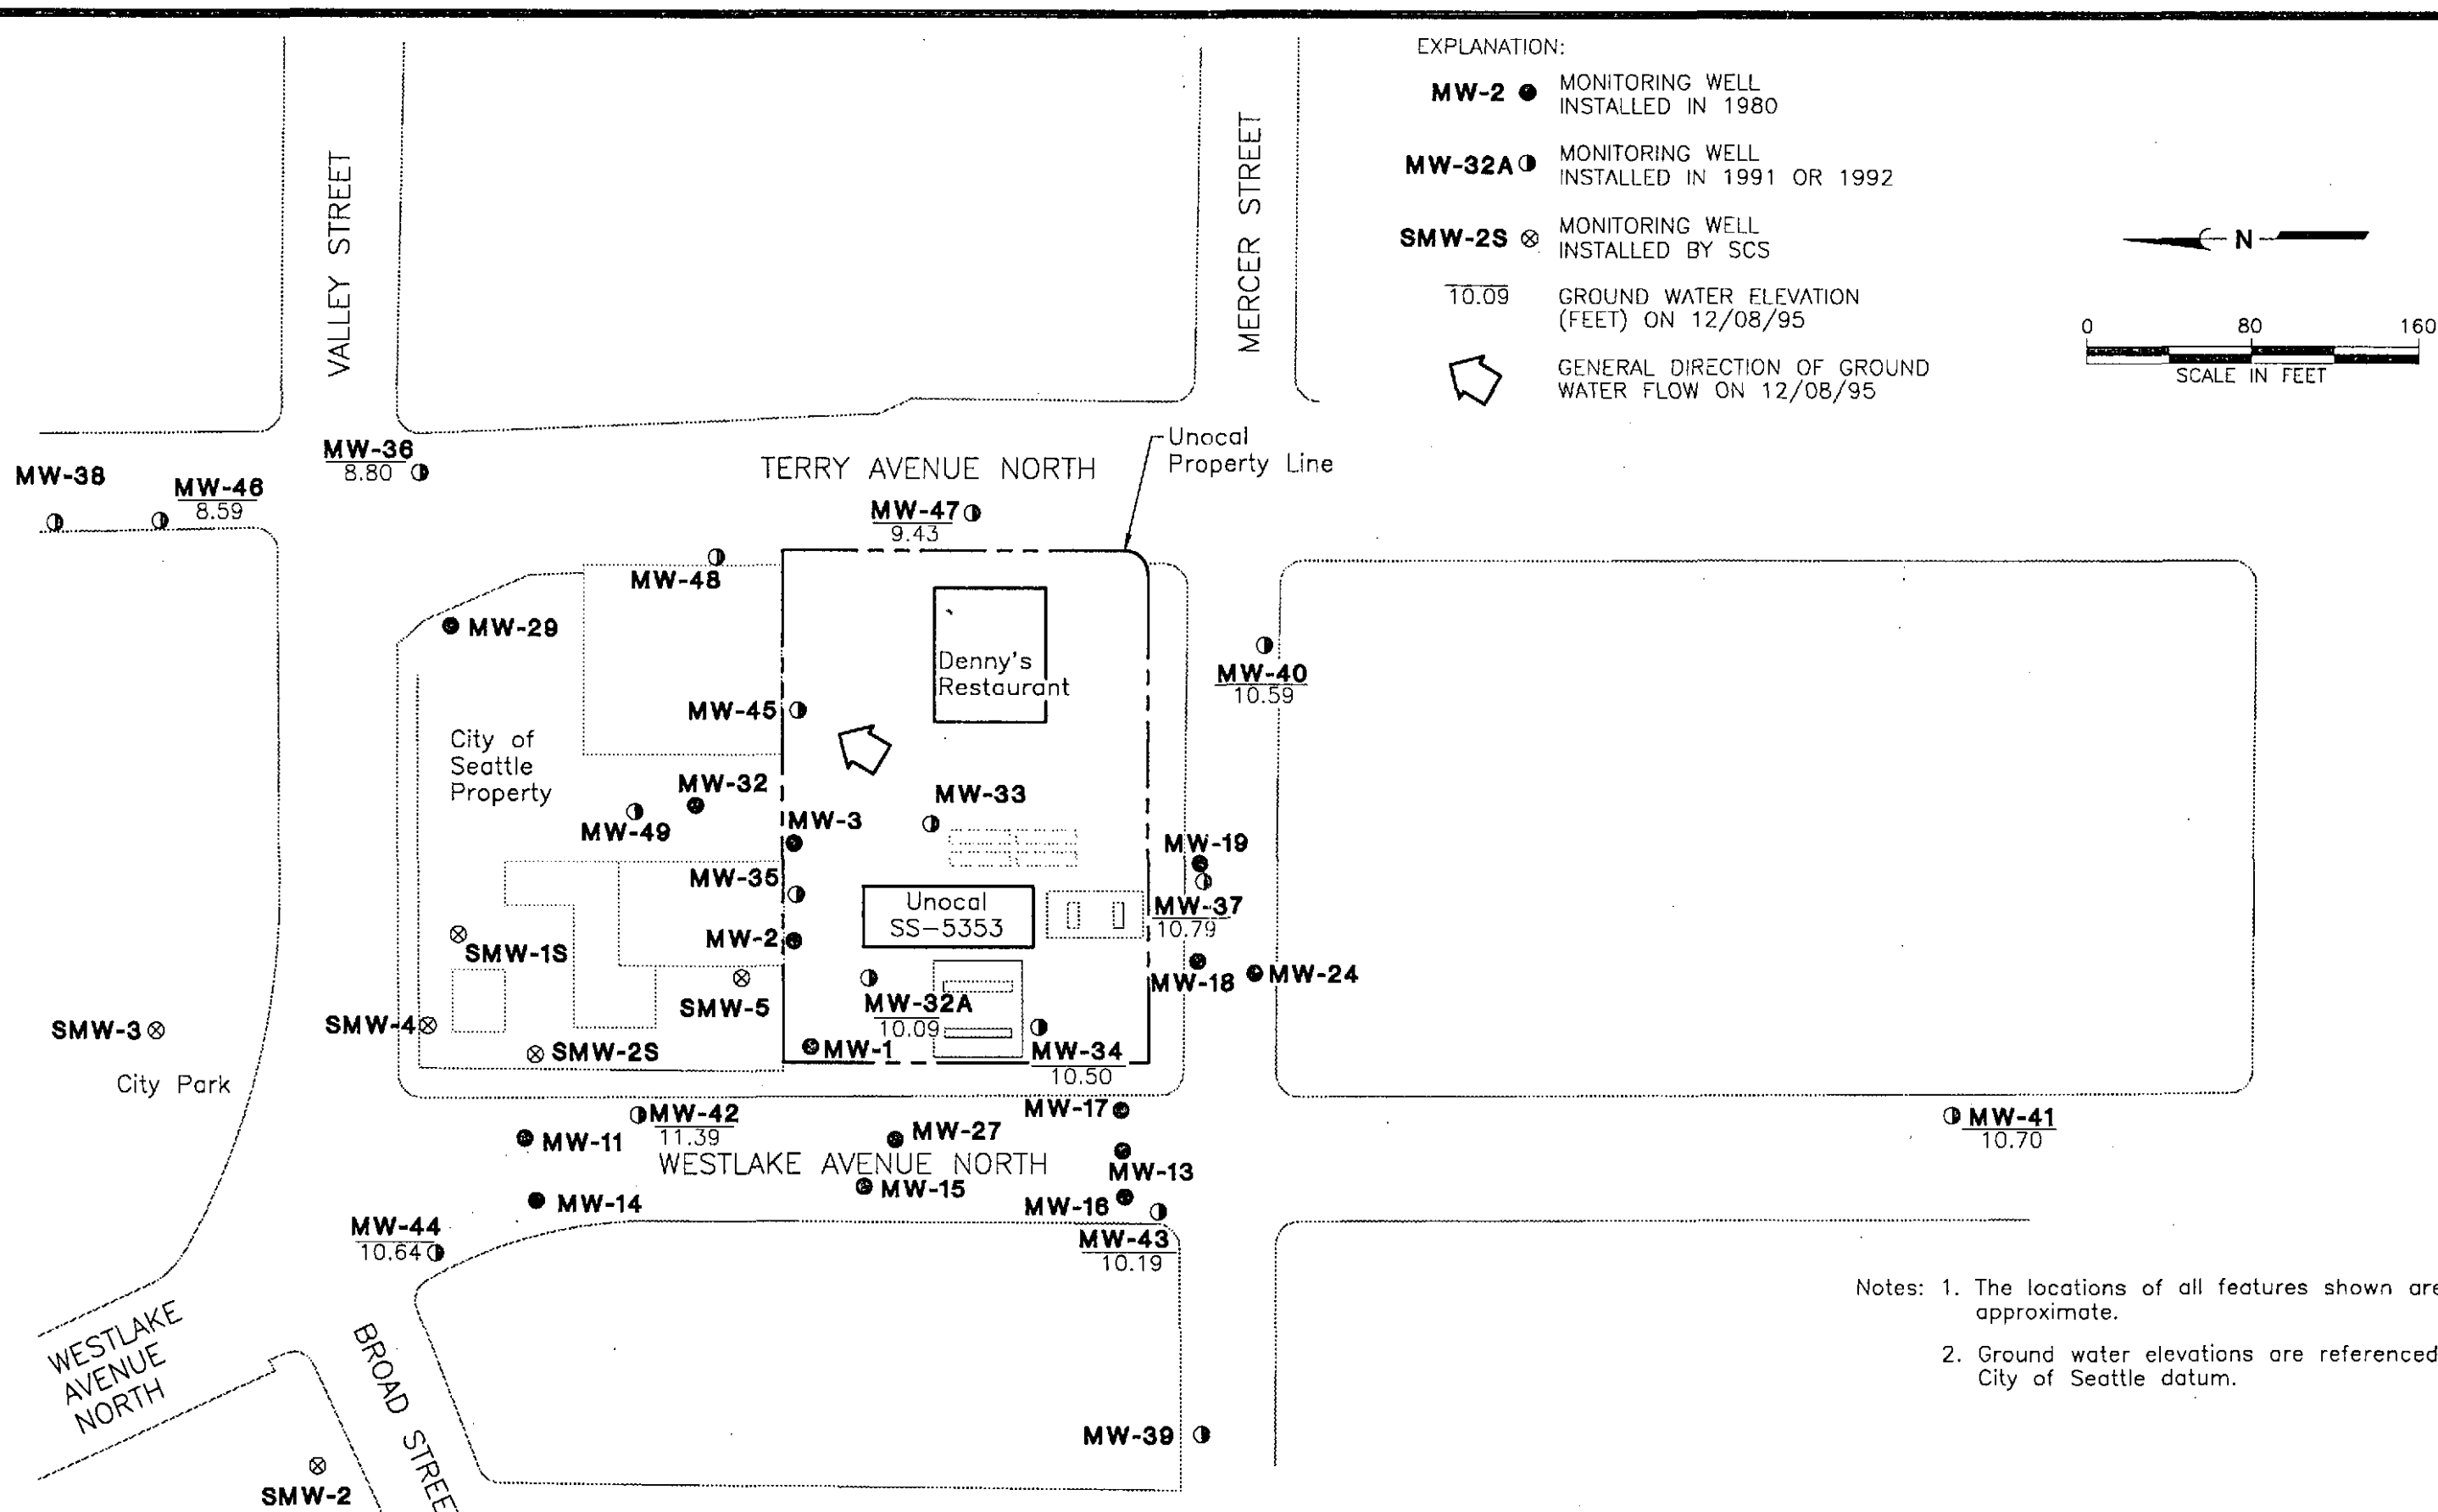 EXPLANATION:
MW-2
MONITORING WELL
INSTALLED IN 1980
MW-32A
MONITORING WELL
INSTALLED IN 1991 OR 1992
SMW-2S
MONITORING WELL
INSTALLED BY SCS
10.09
GROUND WATER ELEVATION
(FEET) ON 12/08/95
GENERAL DIRECTION OF GROUND
WATER FLOW ON 12/08/95
N
0 80 160
SCALE IN FEET
VALLEY STREET
MERCER STREET
Unocal
Property Line
TERRY AVENUE NORTH
MW-38
MW-46
8.59
MW-36
8.80
MW-47
9.43
MW-48
MW-29
Denny's
Restaurant
MW-40
10.59
MW-45
City of
Seattle
Property
MW-32
MW-49
MW-3
MW-33
MW-19
MW-35
Unocal
SS-5353
MW-37
10.79
MW-2
SMW-1S
MW-18
MW-24
SMW-5
MW-32A
10.09
SMW-3
SMW-4
SMW-2S
MW-1
MW-34
10.50
City Park
MW-42
11.39
MW-17
MW-41
10.70
MW-11
MW-27
WESTLAKE AVENUE NORTH
MW-13
MW-15
MW-14
MW-16
MW-44
10.64
MW-43
10.19
WESTLAKE
AVENUE
NORTH
BROAD STREE
MW-39
SMW-2
Notes: 1. The locations of all features shown are
approximate.
2. Ground water elevations are referenced
City of Seattle datum.